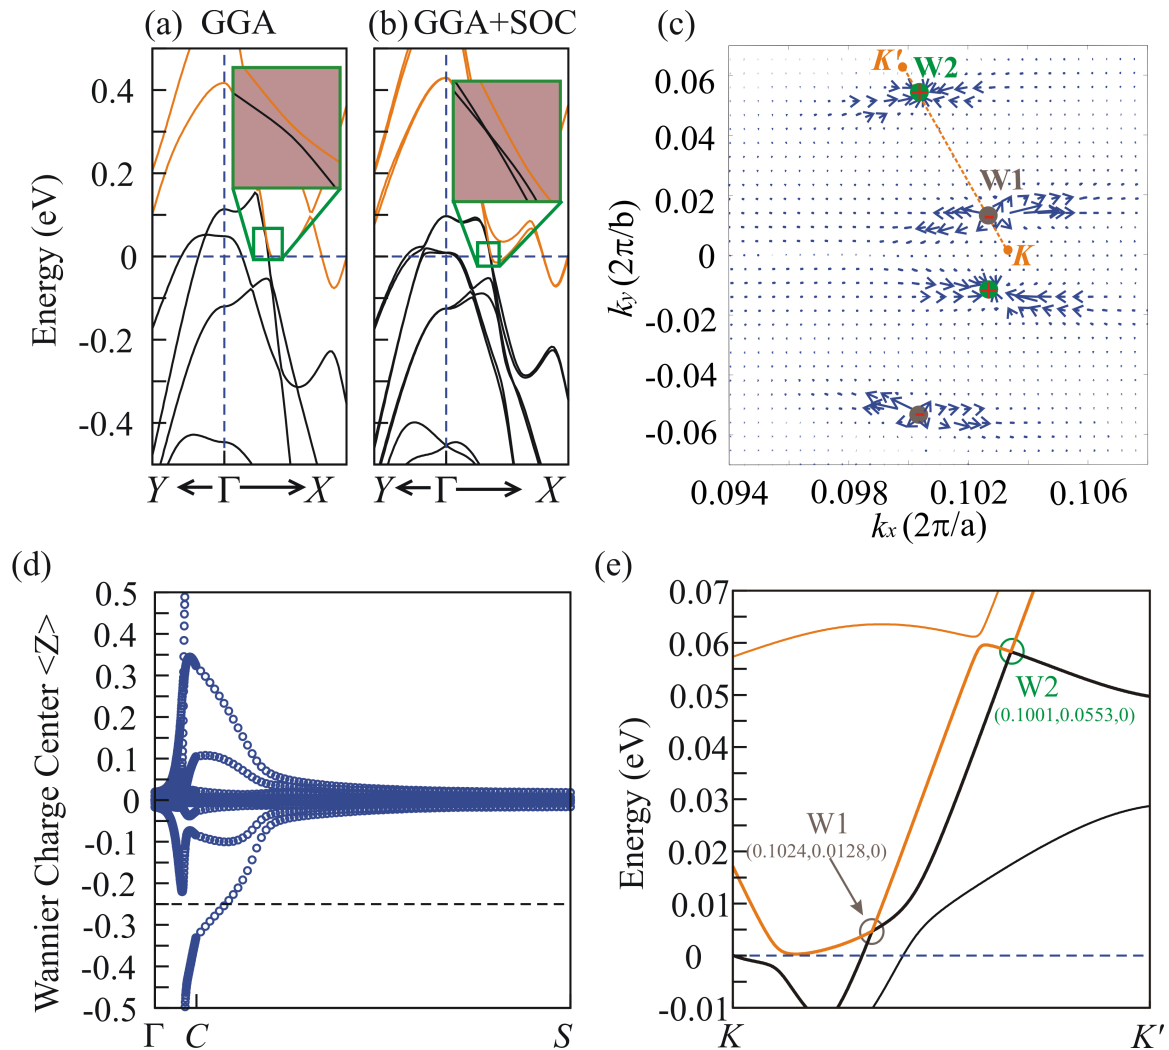 (a) GGA
(b) GGA+SOC
(c)
Energy (eV)
0.4
0.2
0
-0.2
-0.4
Y
Γ
X
Y
Γ
X
k_y (2π/b)
0.06
0.04
0.02
0
-0.02
-0.04
-0.06
K'
W2
+
W1
-
K
+
-
0.094
0.098
0.102
0.106
k_x (2π/a)
(d)
Wannier Charge Center <Z>
0.5
0.4
0.3
0.2
0.1
0
-0.1
-0.2
-0.3
-0.4
-0.5
Γ
C
S
(e)
Energy (eV)
0.07
0.06
0.05
0.04
0.03
0.02
0.01
0
-0.01
W2
(0.1001,0.0553,0)
W1
(0.1024,0.0128,0)
K
K'